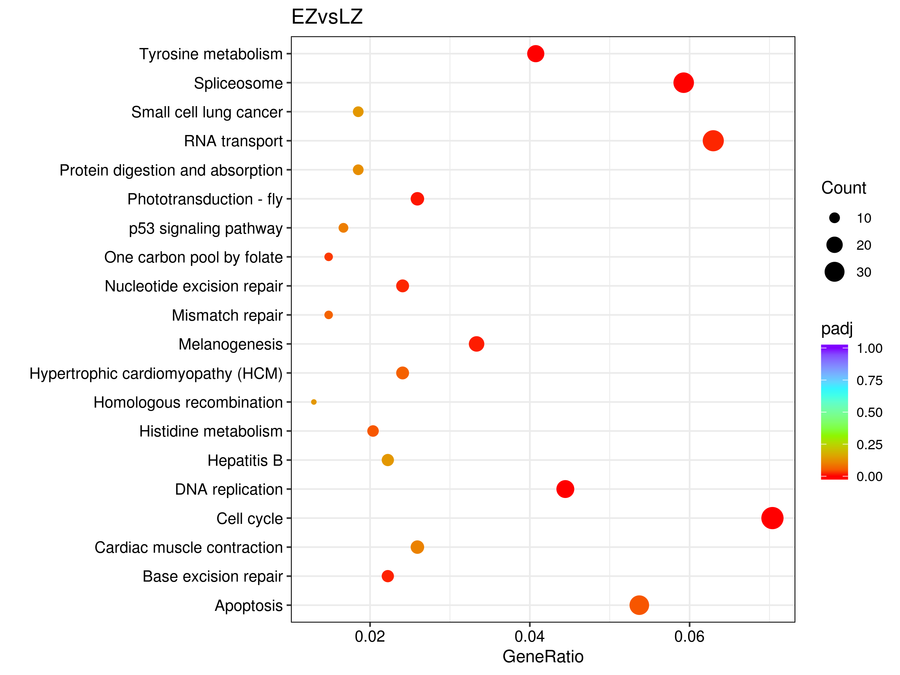 EZvsLZ
Tyrosine metabolism
Spliceosome
Small cell lung cancer
RNA transport
Protein digestion and absorption
Phototransduction - fly
p53 signaling pathway
One carbon pool by folate
Nucleotide excision repair
Mismatch repair
Melanogenesis
Hypertrophic cardiomyopathy (HCM)
Homologous recombination
Histidine metabolism
Hepatitis B
DNA replication
Cell cycle
Cardiac muscle contraction
Base excision repair
Apoptosis
0.02 0.04 0.06
GeneRatio
Count
10
20
30
padj
1.00
0.75
0.50
0.25
0.00